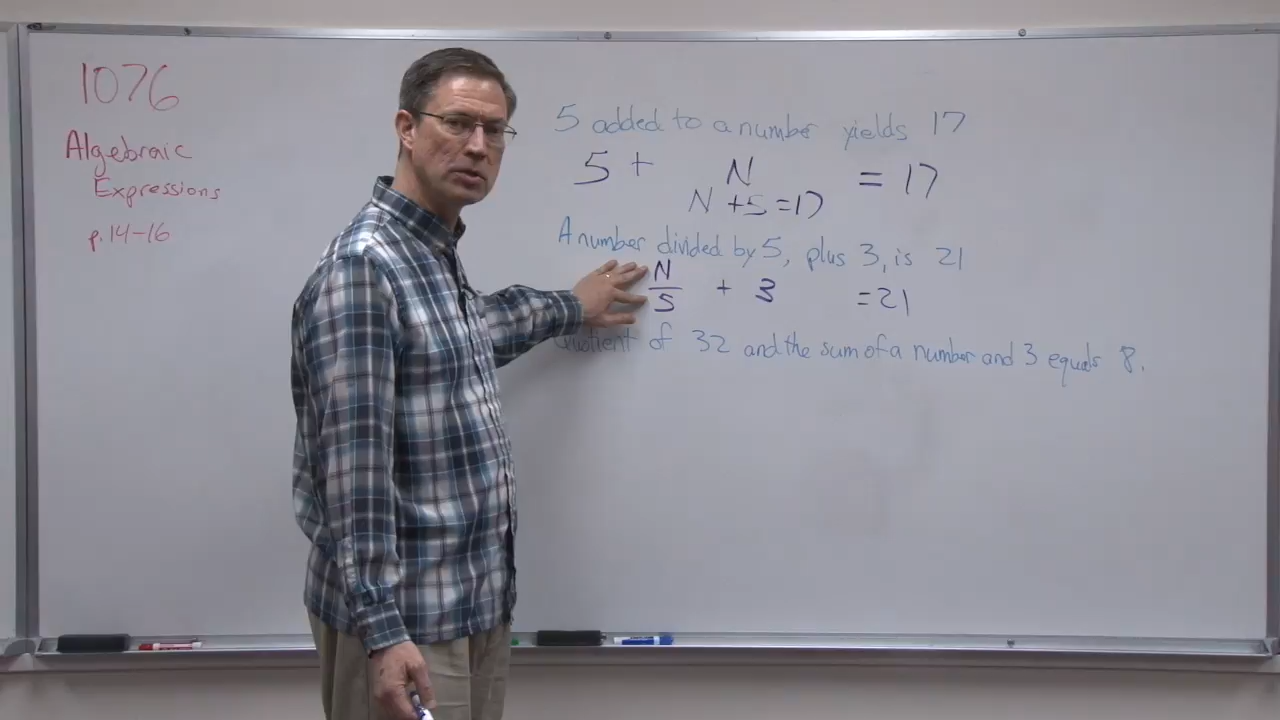 1076
Algebraic
Expressions
p.14-16
5 added to a number yields 17
5 + N = 17
N + 5 = 17
A number divided by 5, plus 3, is 21
N
5 + 3 = 21
Quotient of 32 and the sum of a number and 3 equals 8.